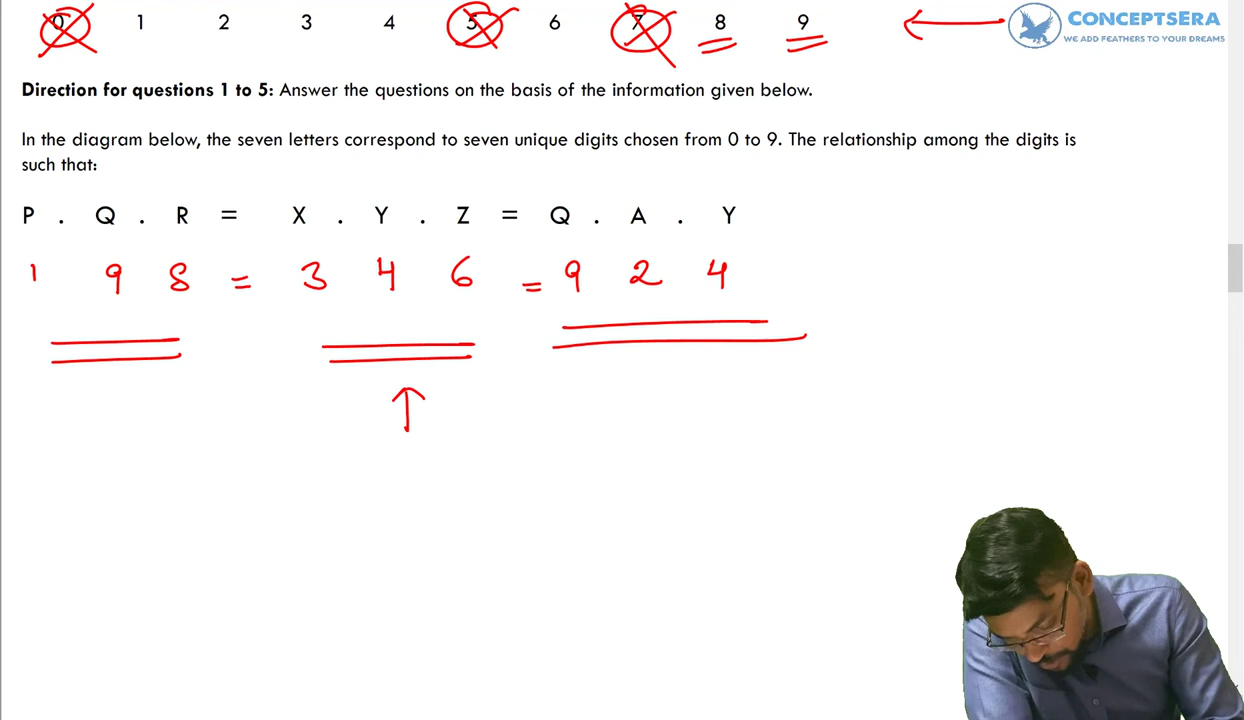 0 1 2 3 4 5 6 7 8 9
CONCEPTSERA
WE ADD FEATHERS TO YOUR DREAMS
Direction for questions 1 to 5: Answer the questions on the basis of the information given below.
In the diagram below, the seven letters correspond to seven unique digits chosen from 0 to 9. The relationship among the digits is
such that:
P . Q . R = X . Y . Z = Q . A . Y
1 9 8 = 3 4 6 = 9 2 4